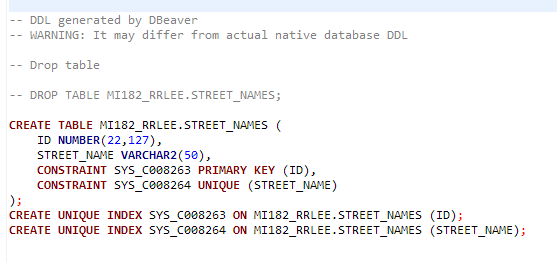 -- DDL generated by DBeaver
-- WARNING: It may differ from actual native database DDL
-- Drop table
-- DROP TABLE MI182_RRLEE.STREET_NAMES;
CREATE TABLE MI182_RRLEE.STREET_NAMES (
ID NUMBER(22,127),
STREET_NAME VARCHAR2(50),
CONSTRAINT SYS_C008263 PRIMARY KEY (ID),
CONSTRAINT SYS_C008264 UNIQUE (STREET_NAME)
);
CREATE UNIQUE INDEX SYS_C008263 ON MI182_RRLEE.STREET_NAMES (ID);
CREATE UNIQUE INDEX SYS_C008264 ON MI182_RRLEE.STREET_NAMES (STREET_NAME);